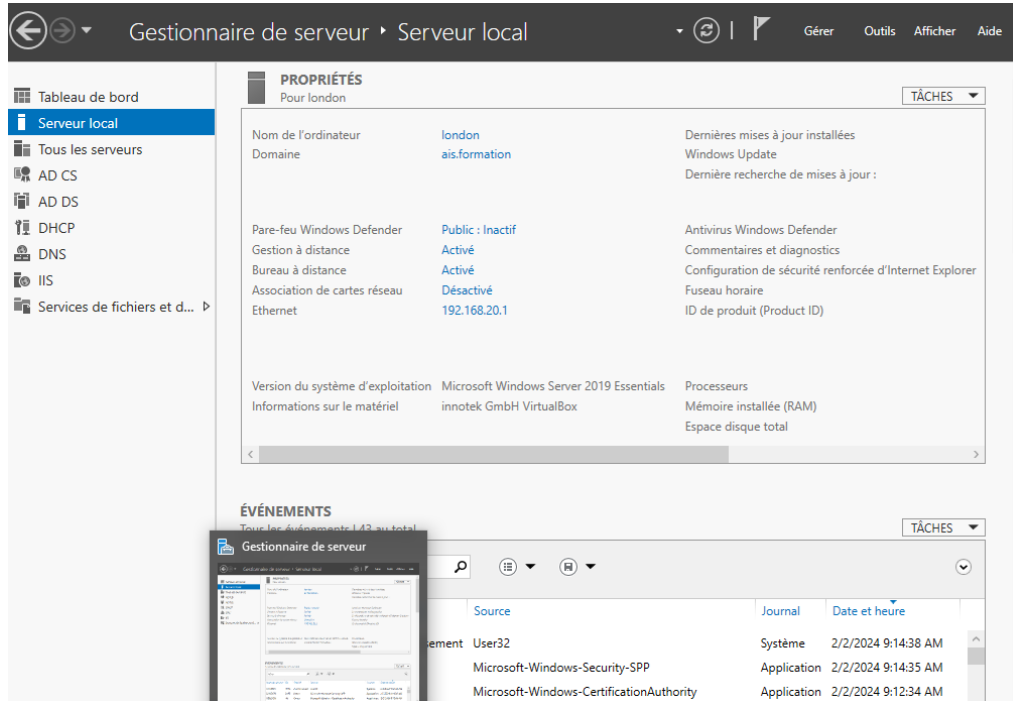 Gestionnaire de serveur ‣ Serveur local
Gérer Outils Afficher Aide
Tableau de bord
Serveur local
Tous les serveurs
AD CS
AD DS
DHCP
DNS
IIS
Services de fichiers et d...
PROPRIÉTÉS
Pour london
TÂCHES
Nom de l'ordinateur london Dernières mises à jour installées
Domaine ais.formation Windows Update
Dernière recherche de mises à jour :
Pare-feu Windows Defender Public : Inactif Antivirus Windows Defender
Gestion à distance Activé Commentaires et diagnostics
Bureau à distance Activé Configuration de sécurité renforcée d'Internet Explorer
Association de cartes réseau Désactivé Fuseau horaire
Ethernet 192.168.20.1 ID de produit (Product ID)
Version du système d'exploitation Microsoft Windows Server 2019 Essentials Processeurs
Informations sur le matériel innotek GmbH VirtualBox Mémoire installée (RAM)
Espace disque total
ÉVÉNEMENTS
Tous les événements | 43 au total
TÂCHES
Gestionnaire de serveur
Source Journal Date et heure
User32 Système 2/2/2024 9:14:38 AM
Microsoft-Windows-Security-SPP Application 2/2/2024 9:14:35 AM
Microsoft-Windows-CertificationAuthority Application 2/2/2024 9:12:34 AM